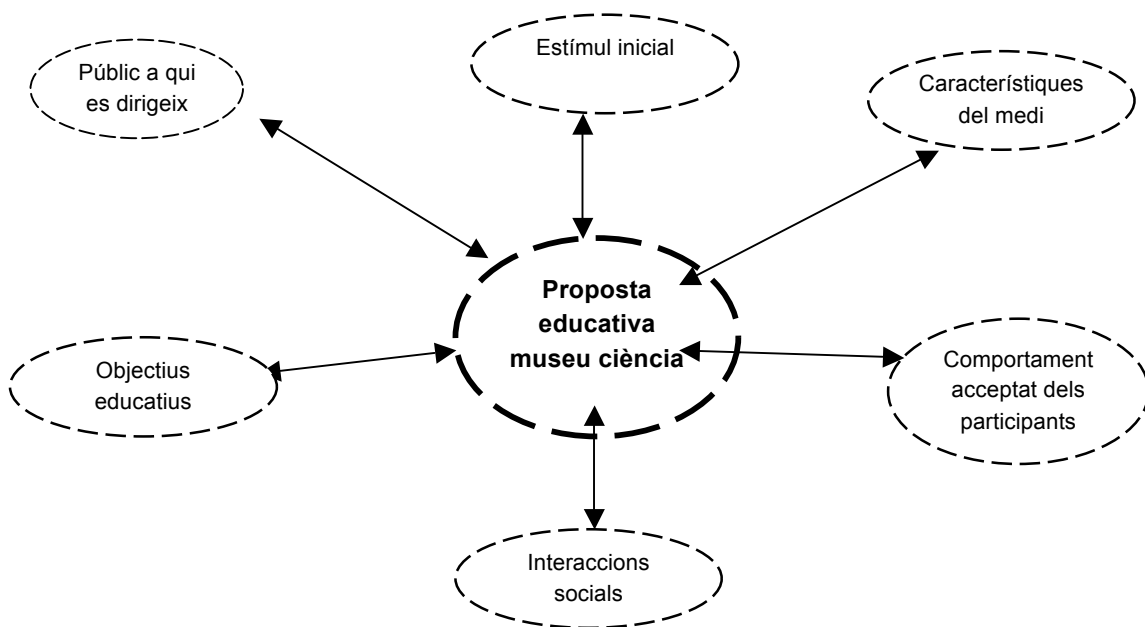 Estímul inicial
Públic a qui
es dirigeix
Característiques
del medi
Proposta
educativa
museu ciència
Objectius
educatius
Comportament
acceptat dels
participants
Interaccions
socials